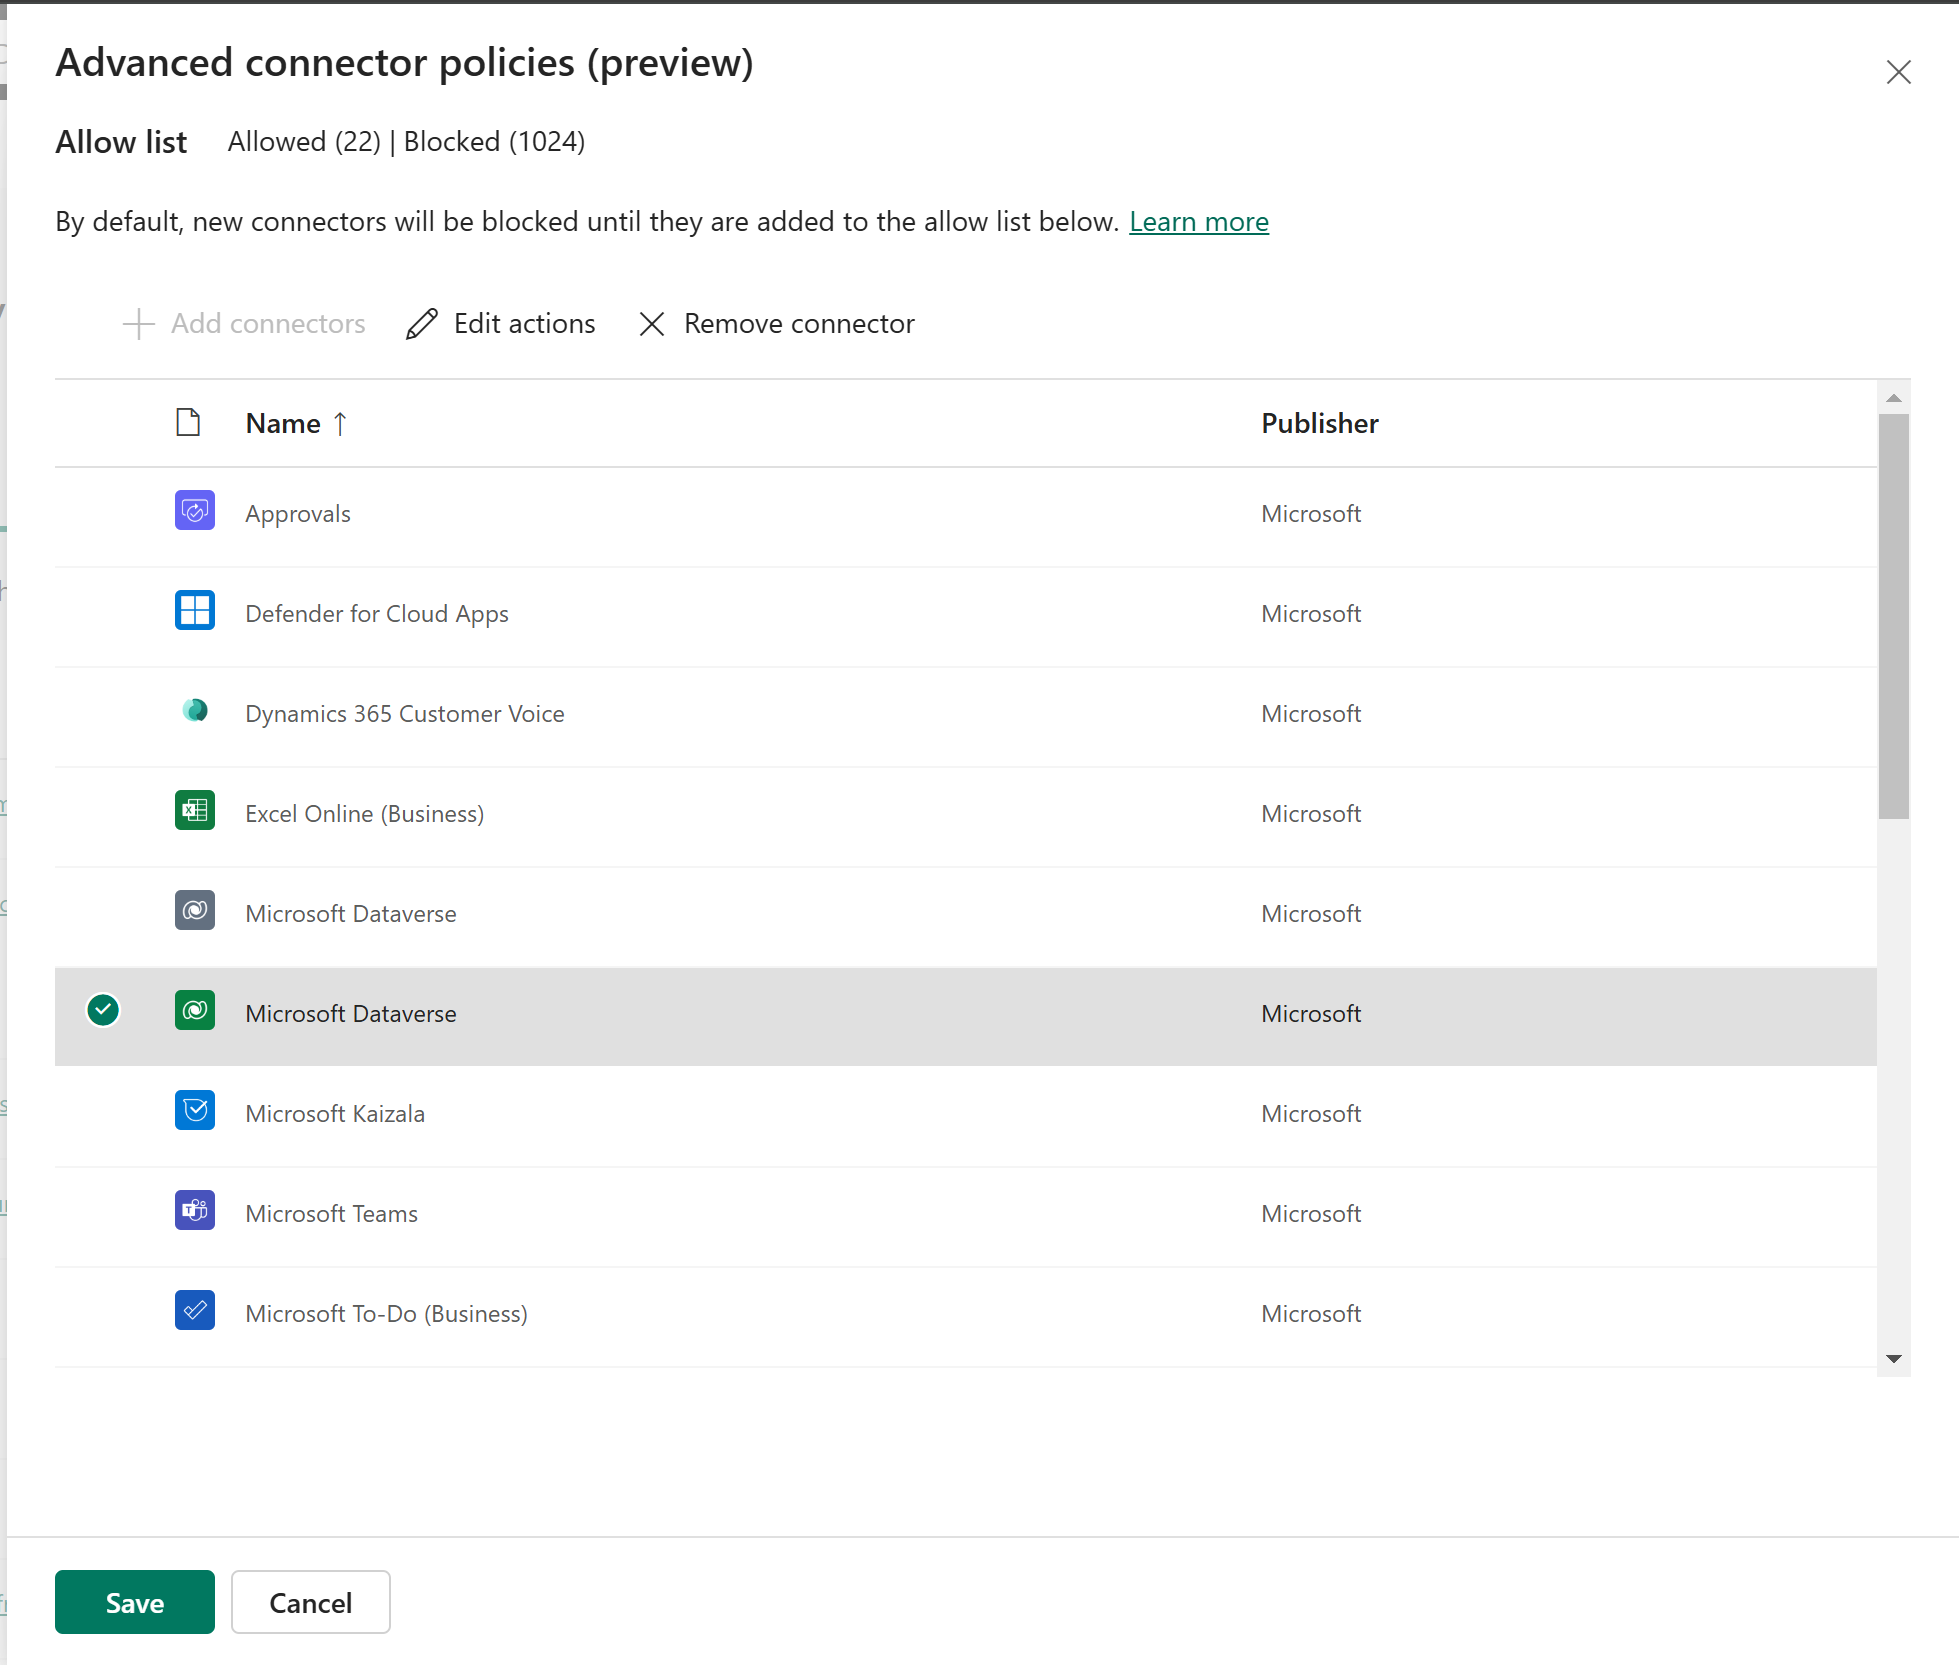 Advanced connector policies (preview)
Allow list Allowed (22) | Blocked (1024)
By default, new connectors will be blocked until they are added to the allow list below. Learn more
Add connectors Edit actions Remove connector
Name ↑ Publisher
Approvals Microsoft
Defender for Cloud Apps Microsoft
Dynamics 365 Customer Voice Microsoft
Excel Online (Business) Microsoft
Microsoft Dataverse Microsoft
Microsoft Dataverse Microsoft
Microsoft Kaizala Microsoft
Microsoft Teams Microsoft
Microsoft To-Do (Business) Microsoft
Save Cancel